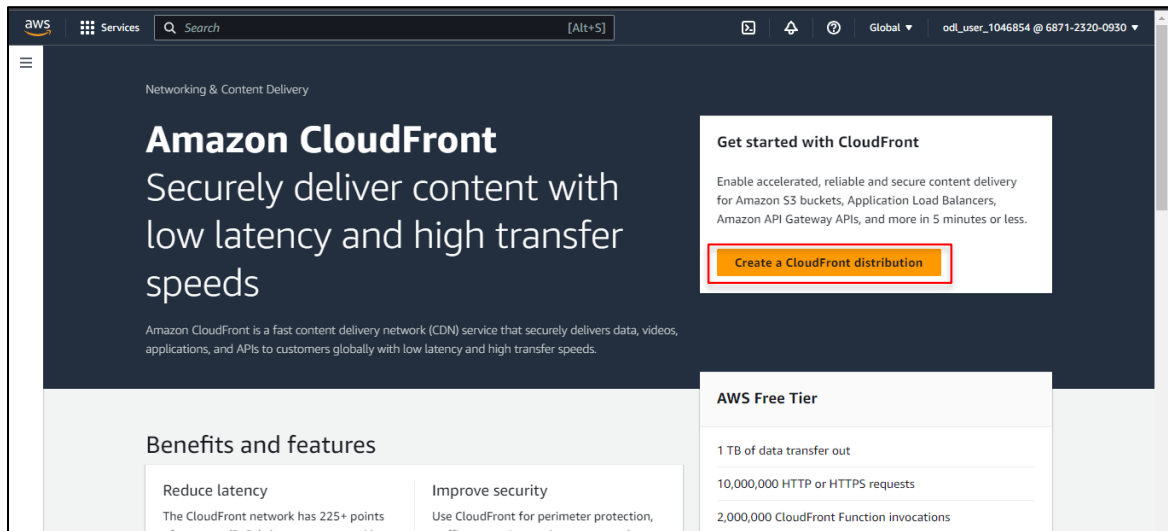 aws
Services
Search
[Alt+S]
Global ▼
odl_user_1046854 @ 6871-2320-0930 ▼
Networking & Content Delivery
Amazon CloudFront
Securely deliver content with
low latency and high transfer
speeds
Amazon CloudFront is a fast content delivery network (CDN) service that securely delivers data, videos,
applications, and APIs to customers globally with low latency and high transfer speeds.
Get started with CloudFront
Enable accelerated, reliable and secure content delivery
for Amazon S3 buckets, Application Load Balancers,
Amazon API Gateway APIs, and more in 5 minutes or less.
Create a CloudFront distribution
AWS Free Tier
1 TB of data transfer out
10,000,000 HTTP or HTTPS requests
2,000,000 CloudFront Function invocations
Benefits and features
Reduce latency
The CloudFront network has 225+ points
Improve security
Use CloudFront for perimeter protection,